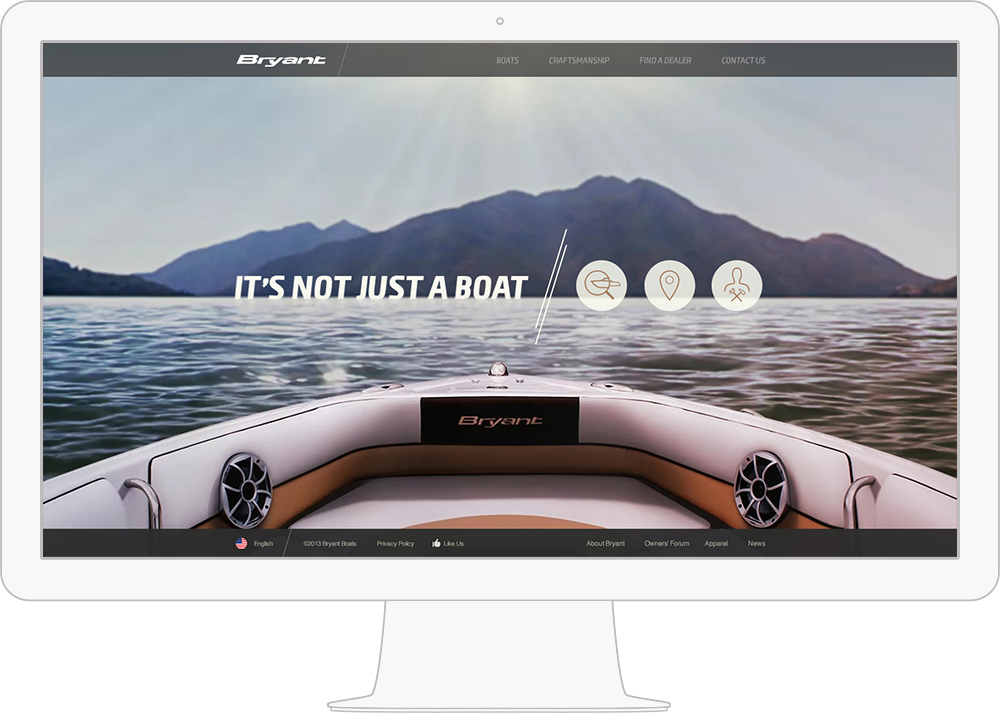 Bryant
BOATS CRAFTSMANSHIP FIND A DEALER CONTACT US
IT'S NOT JUST A BOAT
Bryant
English ©2013 Bryant Boats Privacy Policy Like Us About Bryant Owners' Forum Apparel News